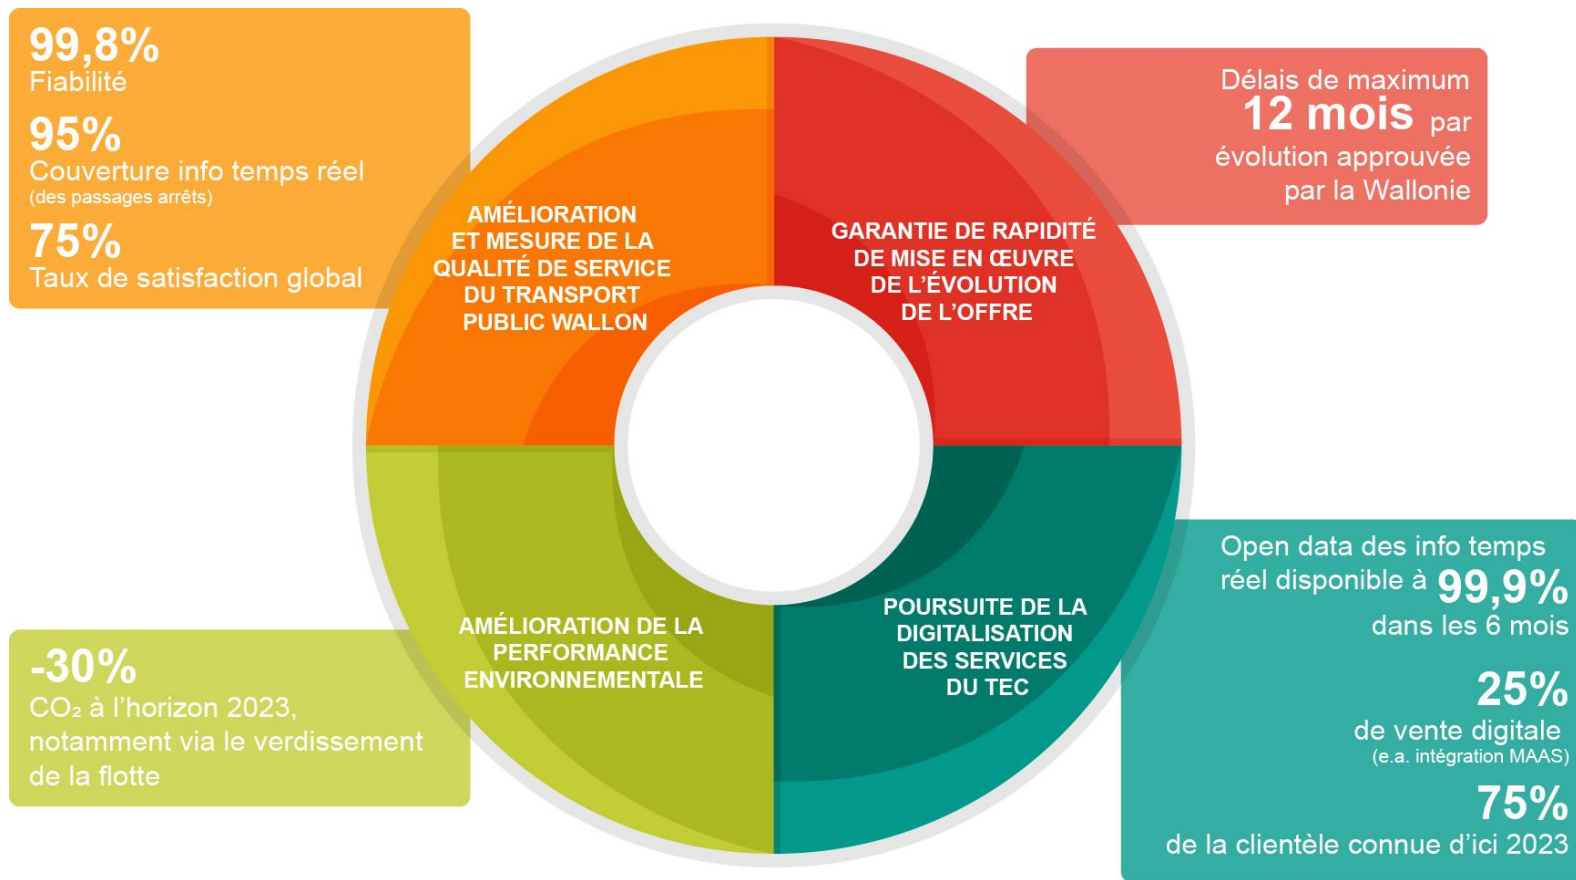 99,8%
Fiabilité
95%
Couverture info temps réel
(des passages arrêts)
75%
Taux de satisfaction global
AMÉLIORATION
ET MESURE DE LA
QUALITÉ DE SERVICE
DU TRANSPORT
PUBLIC WALLON
Délais de maximum
12 mois par
évolution approuvée
par la Wallonie
GARANTIE DE RAPIDITÉ
DE MISE EN ŒUVRE
DE L’ÉVOLUTION
DE L’OFFRE
-30%
CO₂ à l’horizon 2023,
notamment via le verdissement
de la flotte
AMÉLIORATION DE LA
PERFORMANCE
ENVIRONNEMENTALE
POURSUITE DE LA
DIGITALISATION
DES SERVICES
DU TEC
Open data des info temps
réel disponible à 99,9%
dans les 6 mois
25%
de vente digitale
(e.a. intégration MAAS)
75%
de la clientèle connue d’ici 2023